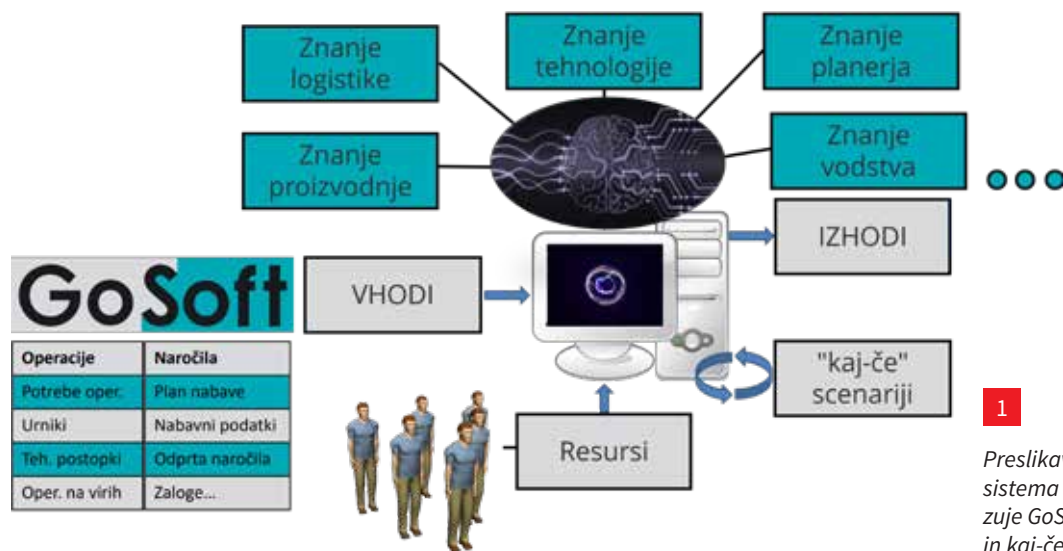 Znanje
logistike
Znanje
tehnologije
Znanje
planerja
Znanje
proizvodnje
Znanje
vodstva
IZHODI
GoSoft
VHODI
Operacije Naročila
Potrebe oper. Plan nabave
Urniki Nabavni podatki
Teh. postopki Odprta naročila
Oper. na virih Zaloge...
"kaj-če"
scenariji
Resursi
1
Preslikav
sistema
zuje GoS
in kaj-če